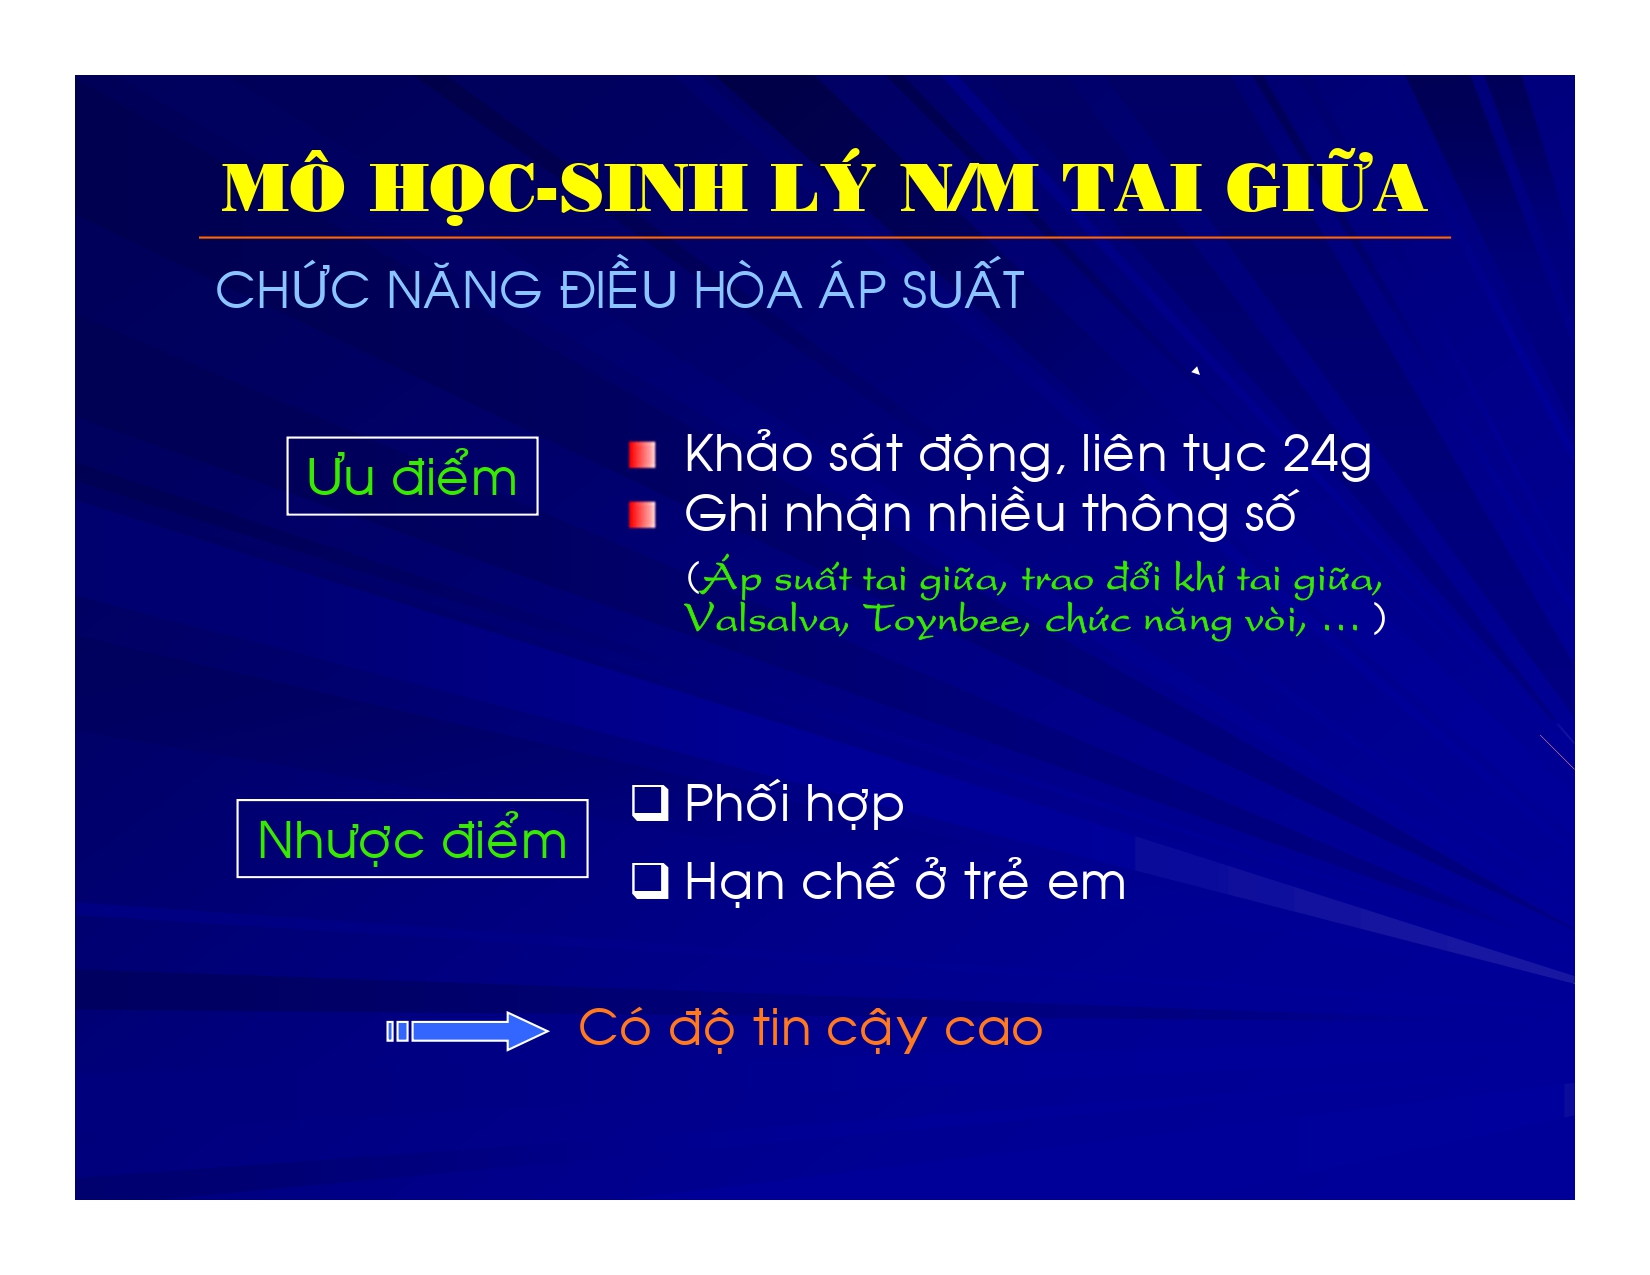 MÔ HỌC-SINH LÝ N/M TAI GIỮA
CHỨC NĂNG ĐIỀU HÒA ÁP SUẤT
Ưu điểm
Khảo sát động, liên tục 24g
Ghi nhận nhiều thông số
(Áp suất tai giữa, trao đổi khí tai giữa,
Valsalva, Toynbee, chức năng vòi, … )
Nhược điểm
❑ Phối hợp
❑ Hạn chế ở trẻ em
Có độ tin cậy cao